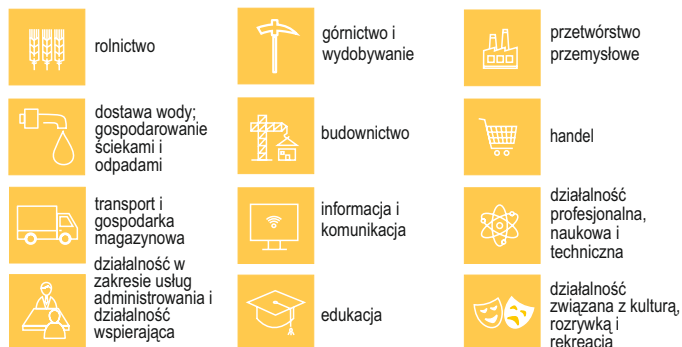 rolnictwo
górnictwo i
wydobywanie
przetwórstwo
przemysłowe
dostawa wody;
gospodarowanie
ściekami i
odpadami
budownictwo
handel
transport i
gospodarka
magazynowa
informacja i
komunikacja
działalność
profesjonalna,
naukowa i
techniczna
działalność w
zakresie usług
administrowania i
działalność
wspierająca
edukacja
działalność
związana z kulturą,
rozrywką i
rekreacją